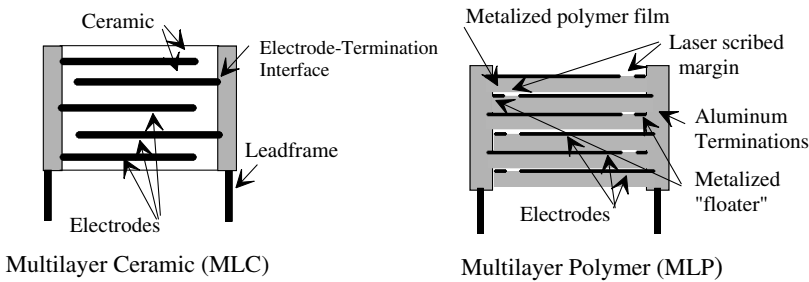 Ceramic
Electrode-Termination
Interface
Leadframe
Electrodes
Multilayer Ceramic (MLC)
Metalized polymer film
Laser scribed
margin
Aluminum
Terminations
Metalized
"floater"
Electrodes
Multilayer Polymer (MLP)